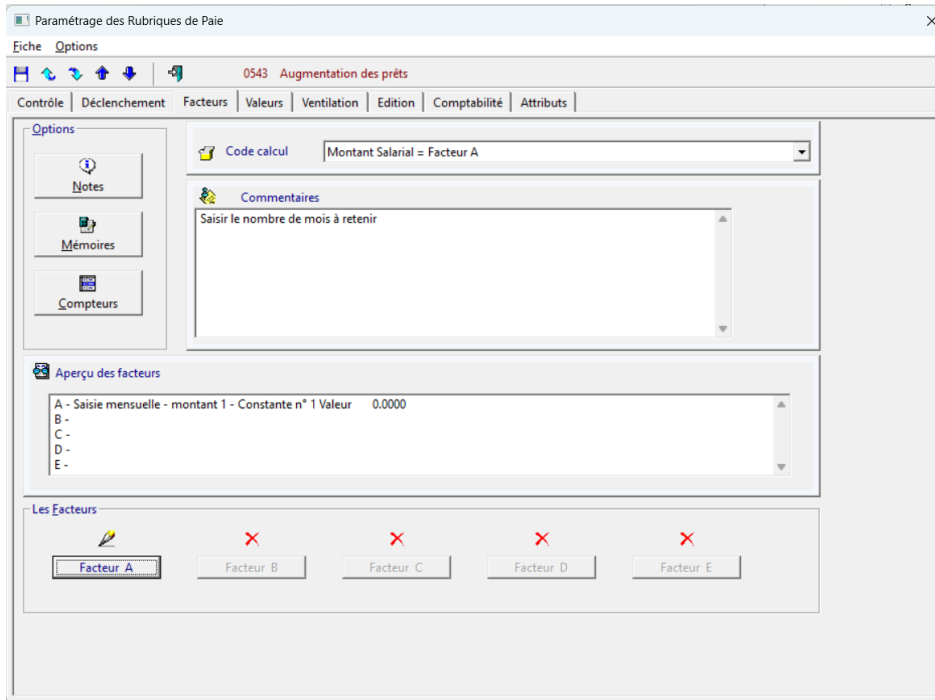 Paramétrage des Rubriques de Paie
Fiche Options
0543 Augmentation des prêts
Contrôle Déclenchement Facteurs Valeurs Ventilation Edition Comptabilité Attributs
Options
Notes
Mémoires
Compteurs
Code calcul Montant Salarial = Facteur A
Commentaires
Saisir le nombre de mois à retenir
Aperçu des facteurs
A - Saisie mensuelle - montant 1 - Constante n° 1 Valeur 0.0000
B -
C -
D -
E -
Les Facteurs
Facteur A Facteur B Facteur C Facteur D Facteur E